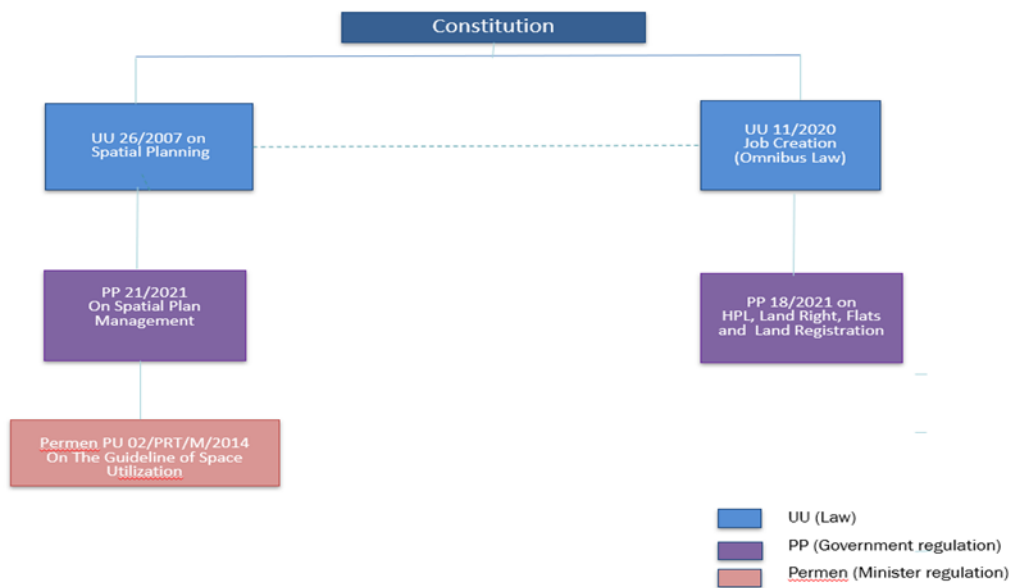 Constitution
UU 26/2007 on
Spatial Planning
UU 11/2020
Job Creation
(Omnibus Law)
PP 21/2021
On Spatial Plan
Management
PP 18/2021 on
HPL, Land Right, Flats
and Land Registration
Permen PU 02/PRT/M/2014
On The Guideline of Space
Utilization
UU (Law)
PP (Government regulation)
Permen (Minister regulation)